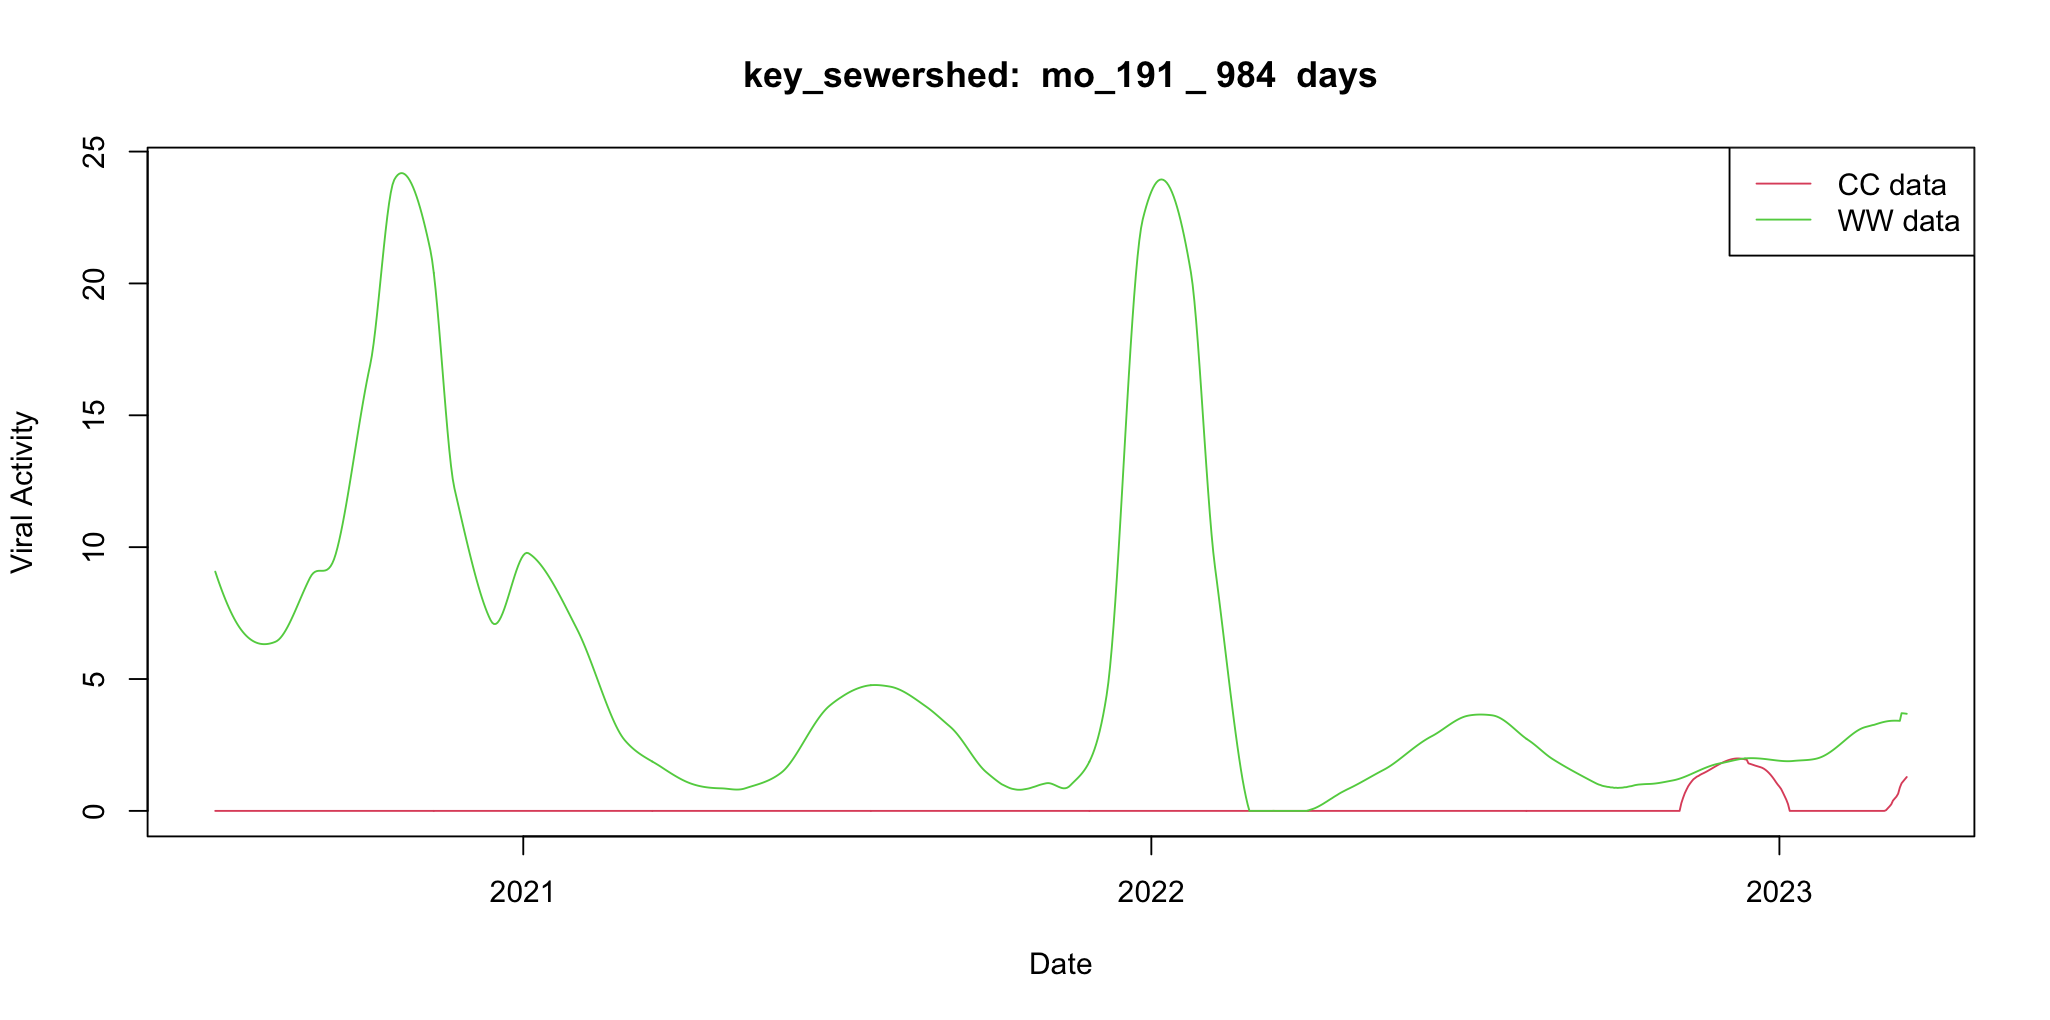 key_sewershed:  mo_191 _ 984  days
Viral Activity
25
20
15
10
5
0
CC data
WW data
2021
2022
2023
Date